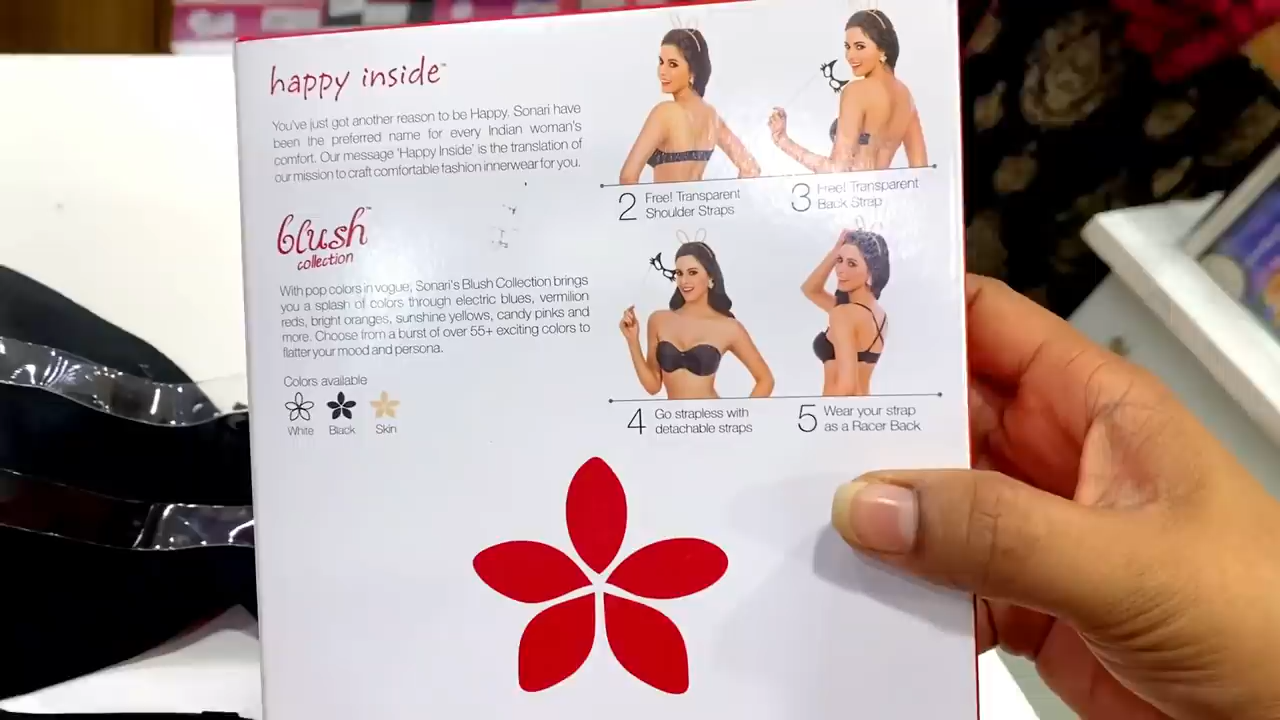 happy inside™
You've just got another reason to be Happy. Sonari have
been the preferred name for every Indian woman's
comfort. Our message 'Happy Inside' is the translation of
our mission to craft comfortable fashion innerwear for you.
blush™
collection
With pop colors in vogue, Sonari's Blush Collection brings
you a splash of colors through electric blues, vermilion
reds, bright oranges, sunshine yellows, candy pinks and
more. Choose from a burst of over 55+ exciting colors to
flatter your mood and persona.
Colors available
White Black Skin
2 Free! Transparent
Shoulder Straps
3 Free! Transparent
Back Strap
4 Go strapless with
detachable straps
5 Wear your strap
as a Racer Back